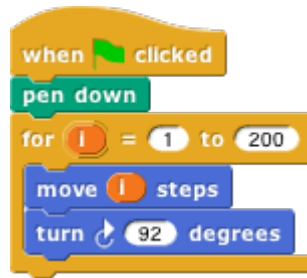 when clicked
pen down
for i = 1 to 200
move i steps
turn 92 degrees